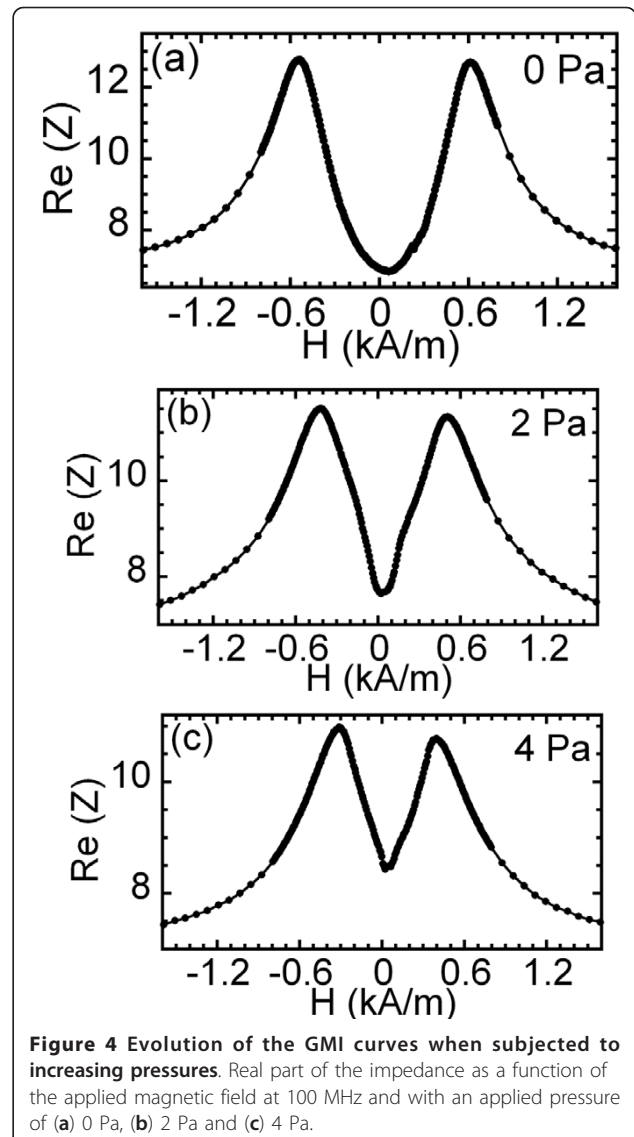 (a)
0 Pa
12
10
8
Re (Z)
-1.2 -0.6 0 0.6 1.2
H (kA/m)
(b)
2 Pa
10
8
Re (Z)
-1.2 -0.6 0 0.6 1.2
H (kA/m)
(c)
4 Pa
10
8
Re (Z)
-1.2 -0.6 0 0.6 1.2
H (kA/m)
Figure 4 Evolution of the GMI curves when subjected to
increasing pressures. Real part of the impedance as a function of
the applied magnetic field at 100 MHz and with an applied pressure
of (a) 0 Pa, (b) 2 Pa and (c) 4 Pa.